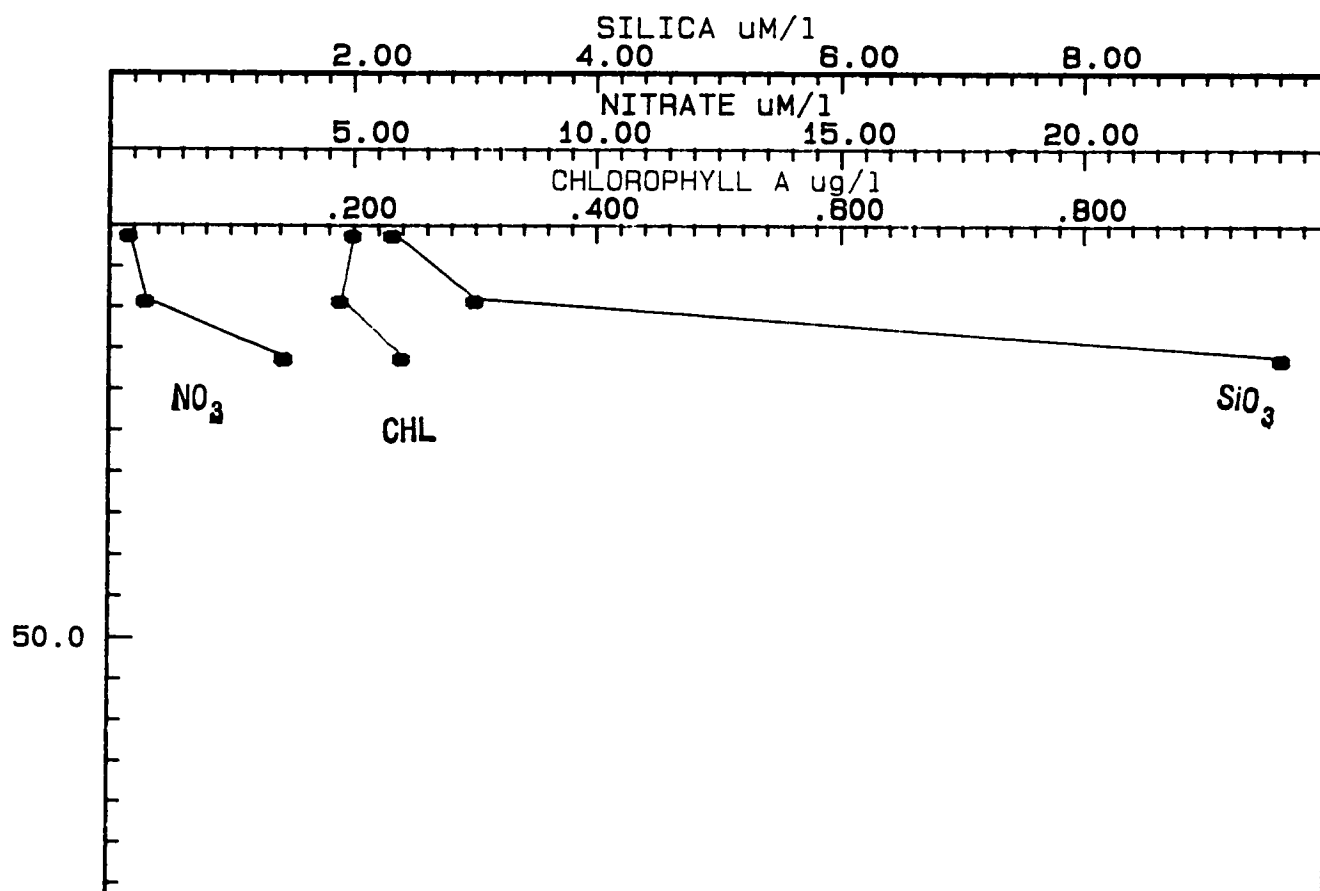 SILICA uM/l
2.00 4.00 6.00 8.00
NITRATE uM/l
5.00 10.00 15.00 20.00
CHLOROPHYLL A ug/l
.200 .400 .800 .800
NO₃
CHL
SiO₃
50.0